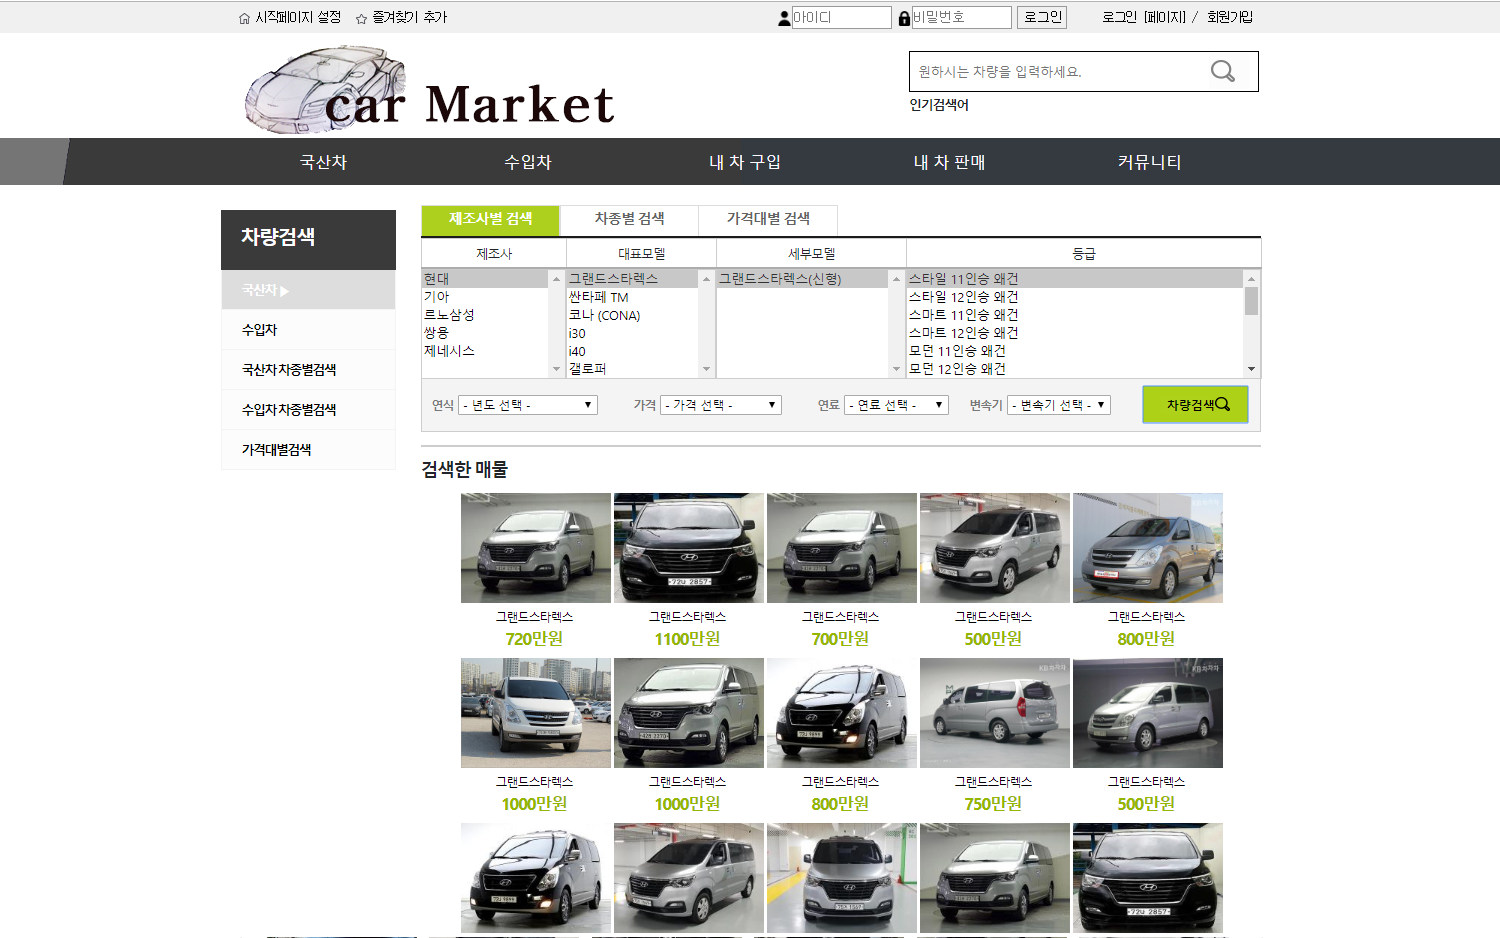 시작페이지 설정 즐겨찾기 추가 아이디 비밀번호 로그인 로그인 [페이지] / 회원가입
car Market
원하시는 차량을 입력하세요.
인기검색어
국산차 수입차 내 차 구입 내 차 판매 커뮤니티
차량검색
국산차 ▶
수입차
국산차 차종별검색
수입차 차종별검색
가격대별검색
제조사별 검색 차종별 검색 가격대별 검색
제조사 대표모델 세부모델 등급
현대 그랜드스타렉스 그랜드스타렉스(신형) 스타일 11인승 왜건
기아 싼타페 TM 스타일 12인승 왜건
르노삼성 코나 (CONA) 스마트 11인승 왜건
쌍용 i30 스마트 12인승 왜건
제네시스 i40 모던 11인승 왜건
갤로퍼 모던 12인승 왜건
연식 - 년도 선택 - 가격 - 가격 선택 - 연료 - 연료 선택 - 변속기 - 변속기 선택 - 차량검색
검색한 매물
72너 2857
그랜드스타렉스 그랜드스타렉스 그랜드스타렉스 그랜드스타렉스 그랜드스타렉스
720만원 1100만원 700만원 500만원 800만원
KB차차차 KB차차차
그랜드스타렉스 그랜드스타렉스 그랜드스타렉스 그랜드스타렉스 그랜드스타렉스
1000만원 1000만원 800만원 750만원 500만원
72너 2857